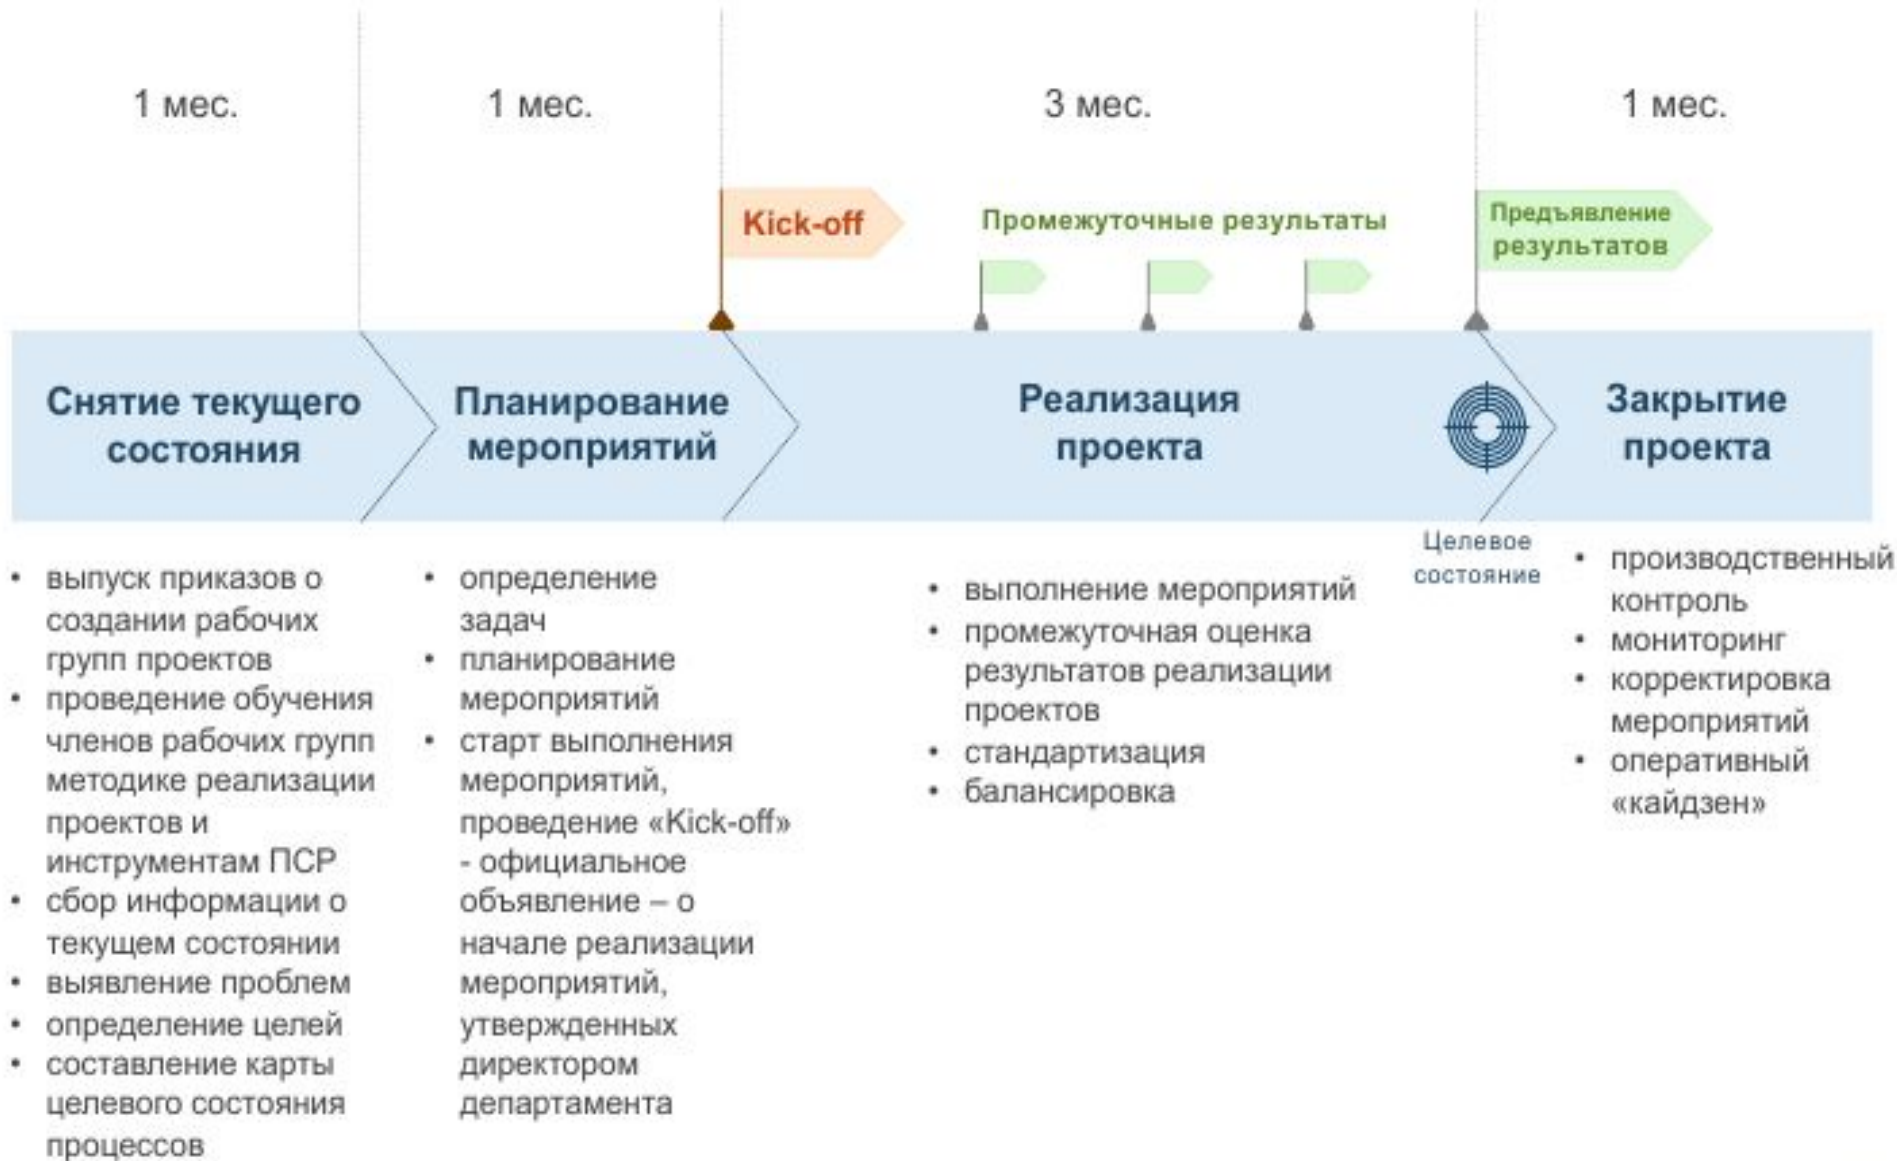 1 мес.
1 мес.
3 мес.
1 мес.
Kick-off
Промежуточные результаты
Предъявление
результатов
Снятие текущего
состояния
Планирование
мероприятий
Реализация
проекта
Закрытие
проекта
Целевое
состояние
• выпуск приказов о
создании рабочих
групп проектов
• проведение обучения
членов рабочих групп
методике реализации
проектов и
инструментам ПСР
• сбор информации о
текущем состоянии
• выявление проблем
• определение целей
• составление карты
целевого состояния
процессов
• определение
задач
• планирование
мероприятий
• старт выполнения
мероприятий,
проведение «Kick-off»
- официальное
объявление – о
начале реализации
мероприятий,
утвержденных
директором
департамента
• выполнение мероприятий
• промежуточная оценка
результатов реализации
проектов
• стандартизация
• балансировка
• производственный
контроль
• мониторинг
• корректировка
мероприятий
• оперативный
«кайдзен»